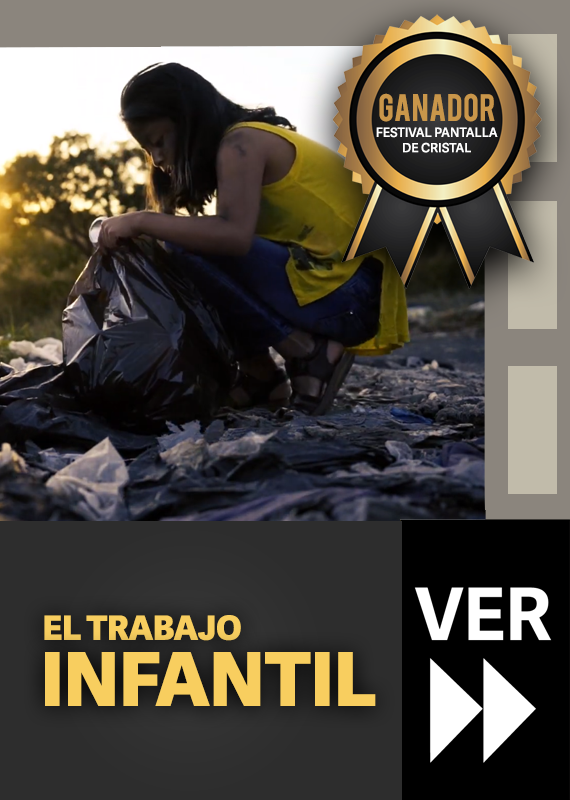 GANADOR
FESTIVAL PANTALLA
DE CRISTAL
EL TRABAJO
INFANTIL
VER